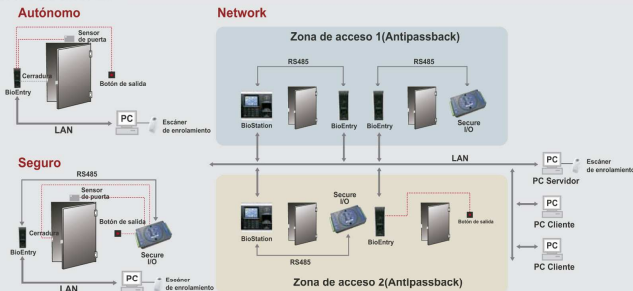 Autónomo
Sensor
de puerta
Cerradura
Botón de salida
BioEntry
PC
Escáner
de enrolamiento
LAN
Seguro
RS485
Sensor
de puerta
Cerradura
Botón de salida
BioEntry
Secure
I/O
PC
Escáner
de enrolamiento
LAN
Network
Zona de acceso 1(Antipassback)
RS485
RS485
BioStation
BioEntry
BioEntry
Secure
I/O
LAN
PC
Escáner
de enrolamiento
PC Servidor
PC
PC Cliente
PC
PC Cliente
Secure
I/O
BioStation
BioEntry
Botón de salida
RS485
Zona de acceso 2(Antipassback)